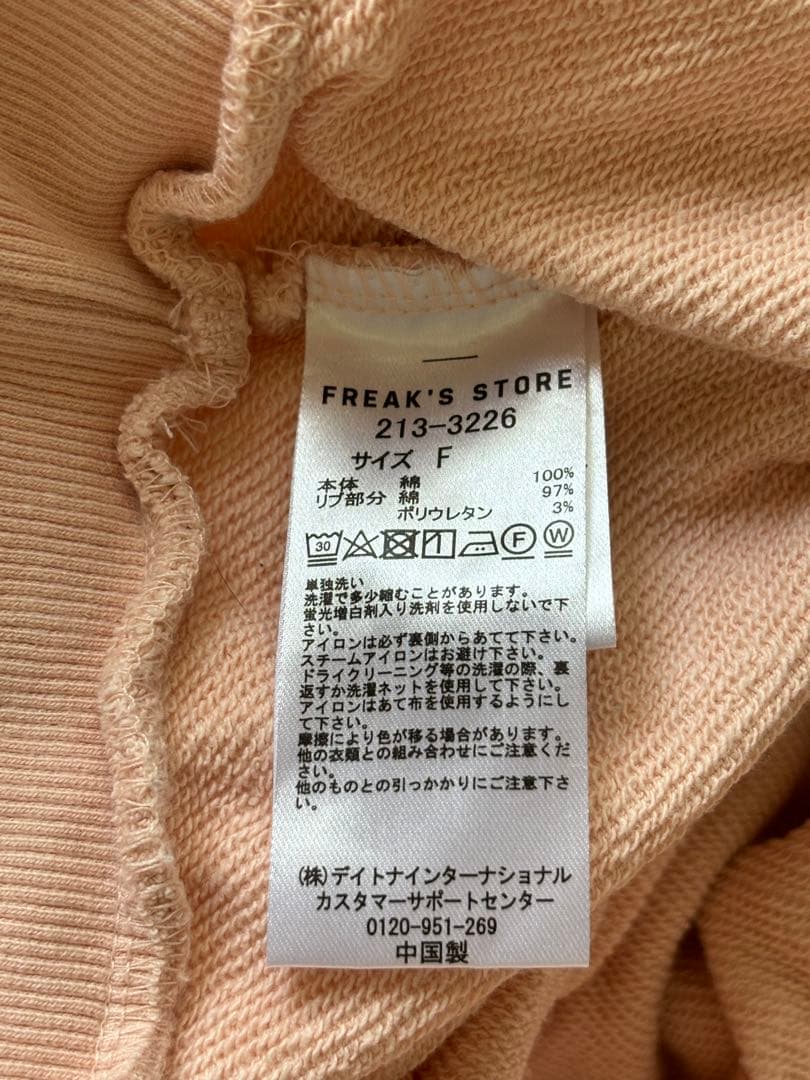 FREAK'S STORE
213-3226
サイズ F
本体 綿 100%
リブ部分 綿 97%
ポリウレタン 3%
30 F W
単独洗い
洗濯で多少縮むことがあります。
蛍光増白剤入り洗剤を使用しないで下
さい。
アイロンは必ず裏側からあてて下さい。
スチームアイロンはお避け下さい。
ドライクリーニング等の洗濯の際、裏
返すか洗濯ネットを使用して下さい。
アイロンはあて布を使用するようにし
て下さい。
摩擦により色が移る場合があります。
他の衣類との組み合わせにご注意くだ
さい。
他のものとの引っかかりにご注意下さ
い。
(株)デイトナインターナショナル
カスタマーサポートセンター
0120-951-269
中国製